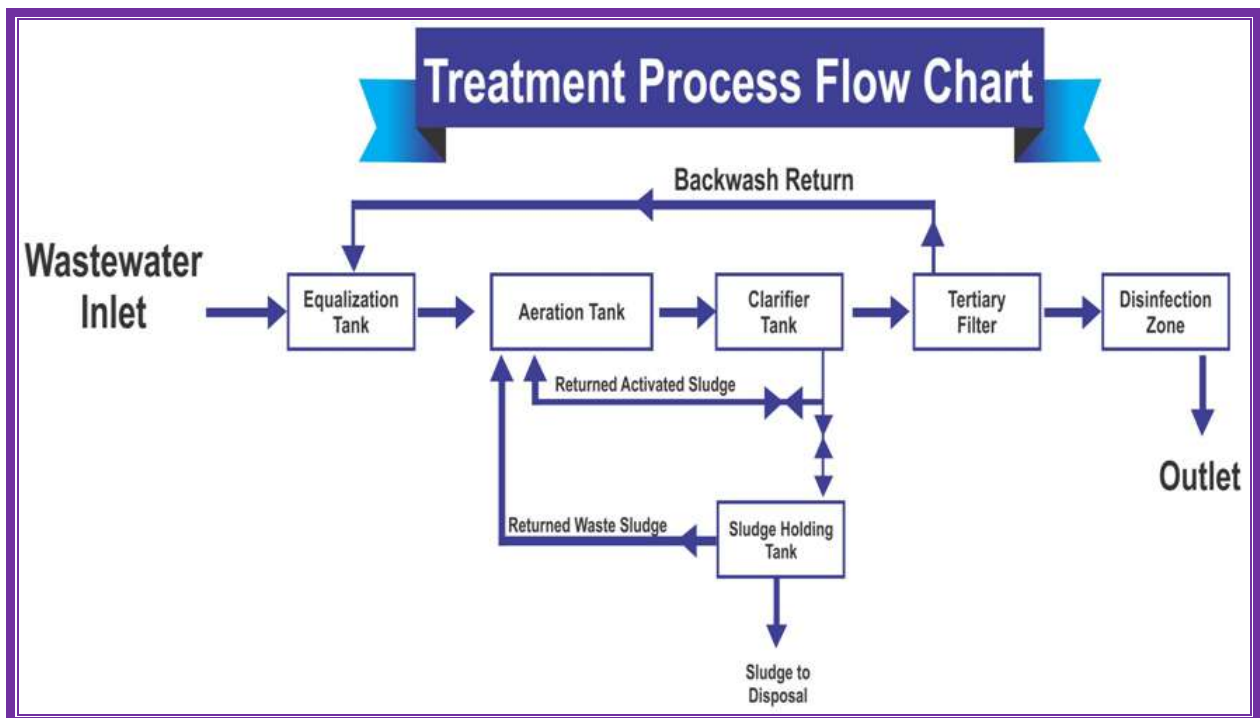 Treatment Process Flow Chart
Backwash Return
Wastewater
Inlet
Equalization
Tank
Aeration Tank
Clarifier
Tank
Tertiary
Filter
Disinfection
Zone
Returned Activated Sludge
Outlet
Returned Waste Sludge
Sludge Holding
Tank
Sludge to
Disposal